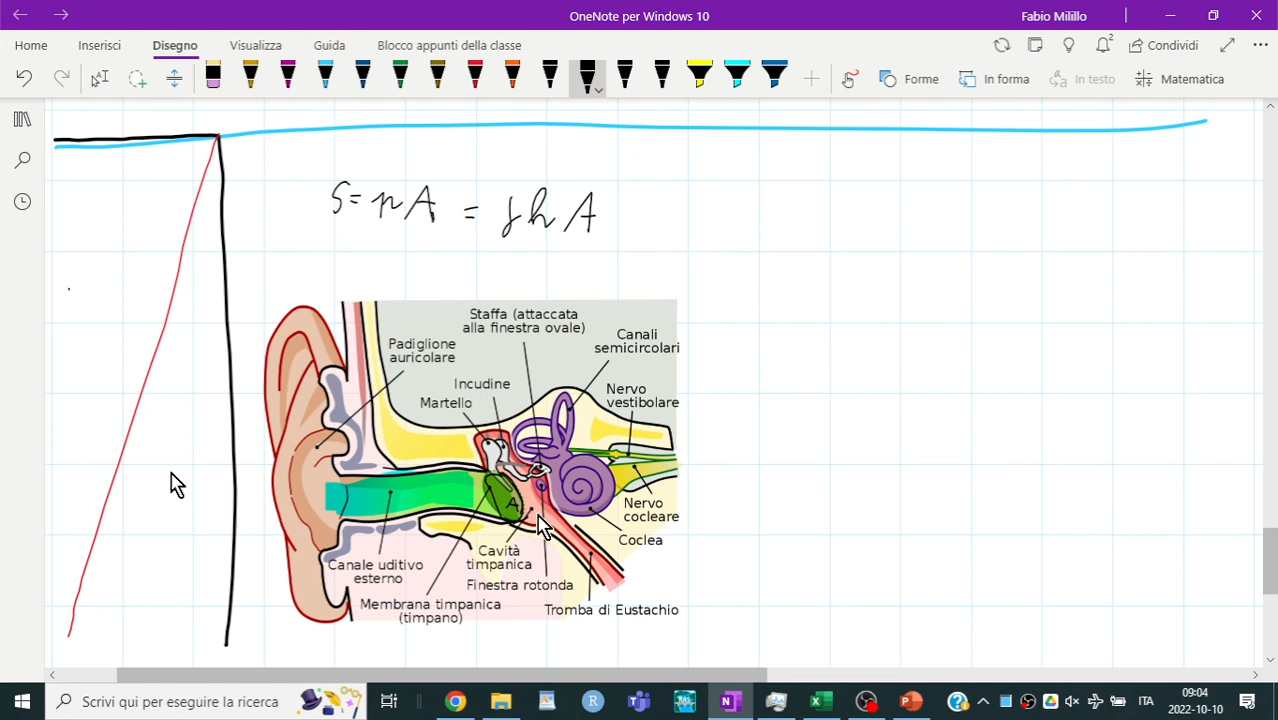 OneNote per Windows 10
Fabio Milillo
Home Inserisci Disegno Visualizza Guida Blocco appunti della classe
2 Condividi
Forme In forma In testo Matematica
S = pA = γhA
Staffa (attaccata
alla finestra ovale)
Canali
semicircolari
Padiglione
auricolare
Incudine
Nervo
vestibolare
Martello
A
Nervo
cocleare
Coclea
Cavità
timpanica
Canale uditivo
esterno
Finestra rotonda
Membrana timpanica
(timpano)
Tromba di Eustachio
Scrivi qui per eseguire la ricerca
ITA
09:04
2022-10-10